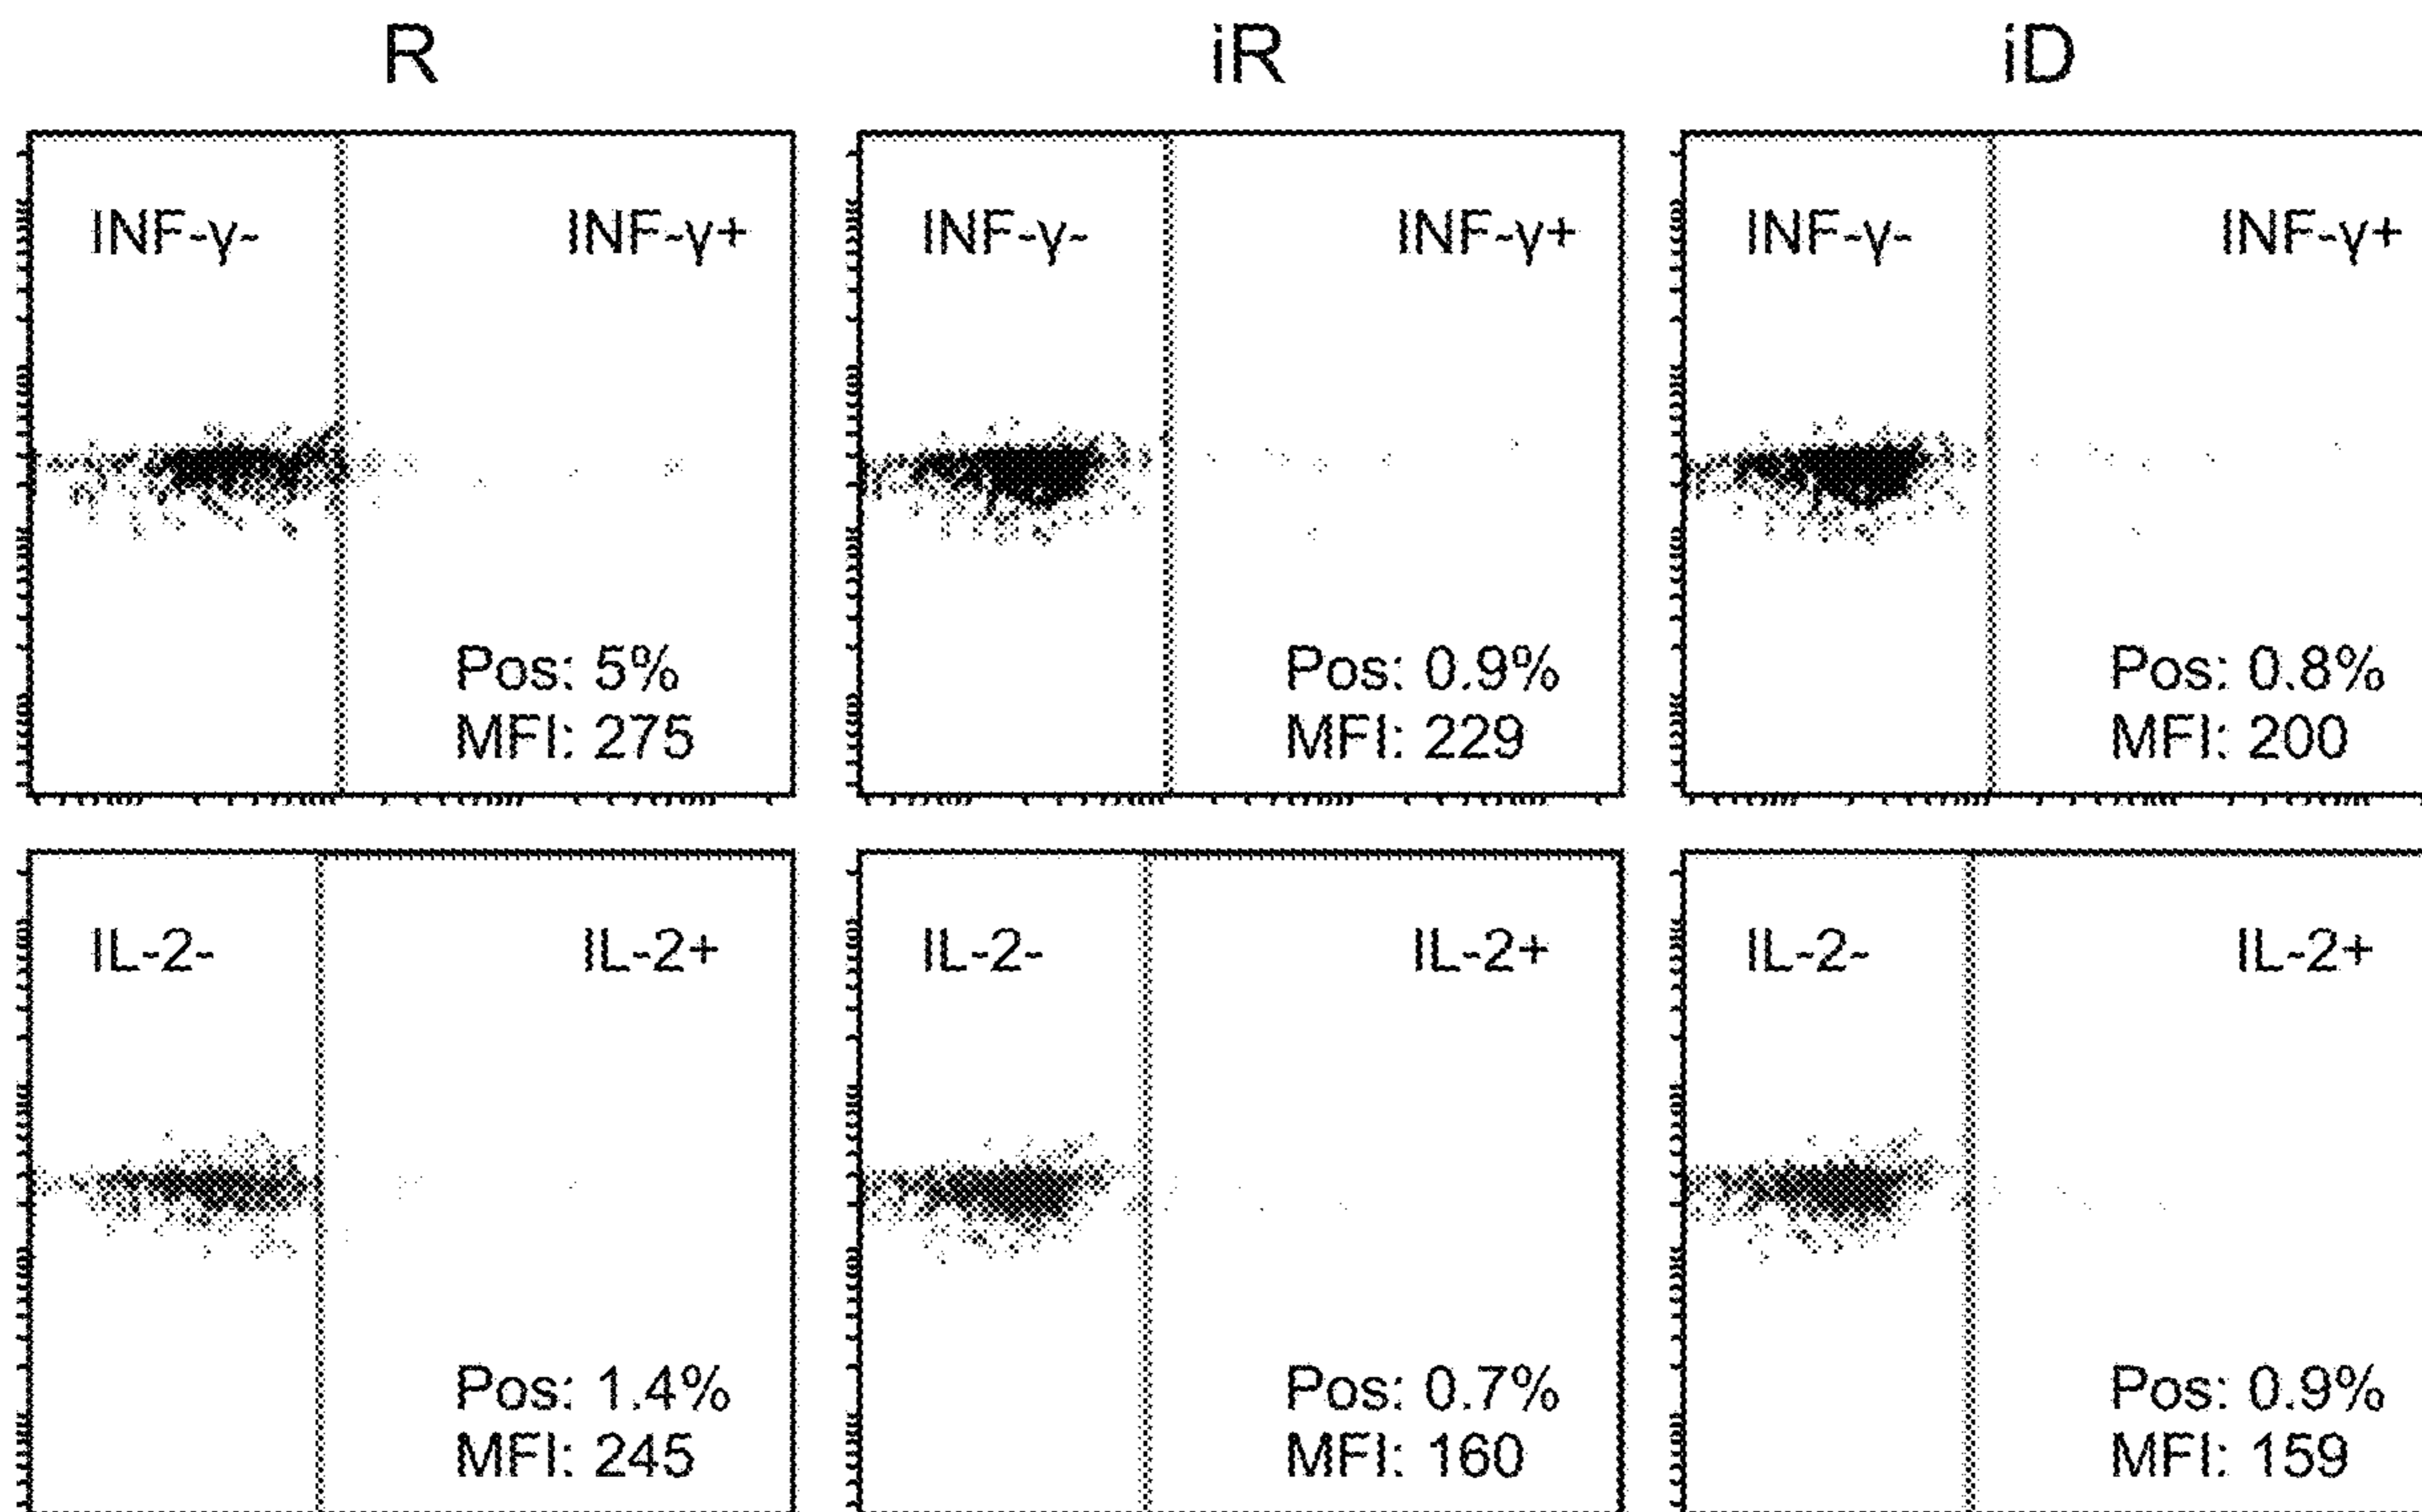 R
iR
iD
INF-γ-
INF-γ+
INF-γ-
INF-γ+
INF-γ-
INF-γ+
Pos: 5%
MFI: 275
Pos: 0.9%
MFI: 229
Pos: 0.8%
MFI: 200
IL-2-
IL-2+
IL-2-
IL-2+
IL-2-
IL-2+
Pos: 1.4%
MFI: 245
Pos: 0.7%
MFI: 160
Pos: 0.9%
MFI: 159